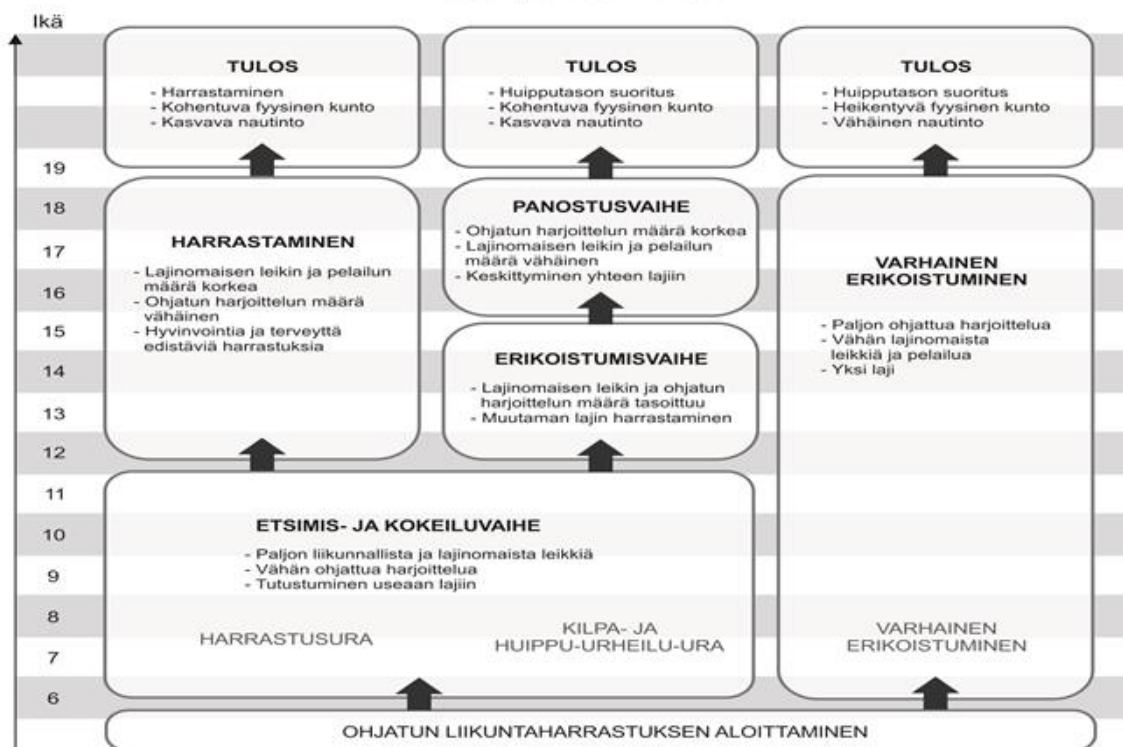 Ikä
TULOS
- Harrastaminen
- Kohentuva fyysinen kunto
- Kasvava nautinto
TULOS
- Huipputason suoritus
- Kohentuva fyysinen kunto
- Kasvava nautinto
TULOS
- Huipputason suoritus
- Heikentyvä fyysinen kunto
- Vähäinen nautinto
19
18
17
16
15
14
13
12
11
10
9
8
7
6
HARRASTAMINEN
- Lajinomaisen leikin ja pelailun
määrä korkea
- Ohjatun harjoittelun määrä
vähäinen
- Hyvinvointia ja terveyttä
edistäviä harrastuksia
PANOSTUSVAIHE
- Ohjatun harjoittelun määrä korkea
- Lajinomaisen leikin ja pelailun
määrä vähäinen
- Keskittyminen yhteen lajiin
ERIKOISTUMISVAIHE
- Lajinomaisen leikin ja ohjatun
harjoittelun määrä tasoittuu
- Muutaman lajin harrastaminen
VARHAINEN
ERIKOISTUMINEN
- Paljon ohjattua harjoittelua
- Vähän lajinomaista
leikkiä ja pelailua
- Yksi laji
ETSIMIS- JA KOKEILUVAIHE
- Paljon liikunnallista ja lajinomaista leikkiä
- Vähän ohjattua harjoittelua
- Tutustuminen useaan lajiin
HARRASTUSURA
KILPA- JA
HUIPPU-URHEILU-URA
VARHAINEN
ERIKOISTUMINEN
OHJATUN LIIKUNTAHARRASTUKSEN ALOITTAMINEN